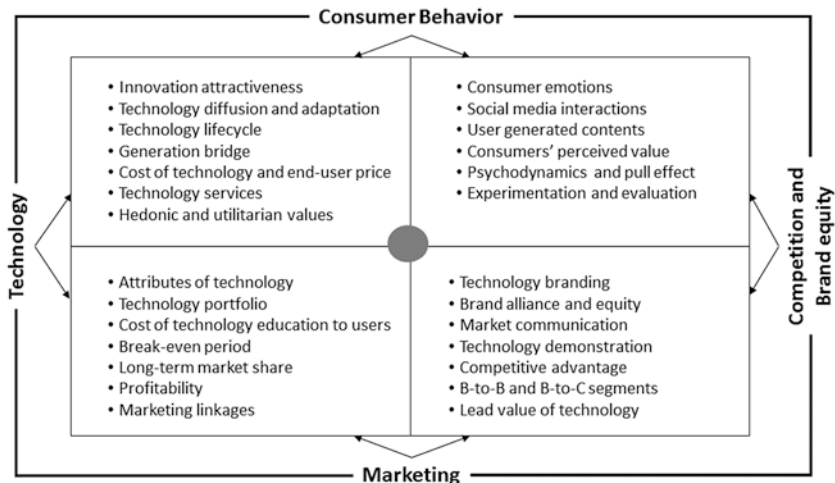 Consumer Behavior
Technology
• Innovation attractiveness
• Technology diffusion and adaptation
• Technology lifecycle
• Generation bridge
• Cost of technology and end-user price
• Technology services
• Hedonic and utilitarian values
• Consumer emotions
• Social media interactions
• User generated contents
• Consumers' perceived value
• Psychodynamics and pull effect
• Experimentation and evaluation
• Attributes of technology
• Technology portfolio
• Cost of technology education to users
• Break-even period
• Long-term market share
• Profitability
• Marketing linkages
• Technology branding
• Brand alliance and equity
• Market communication
• Technology demonstration
• Competitive advantage
• B-to-B and B-to-C segments
• Lead value of technology
Competition and
Brand equity
Marketing